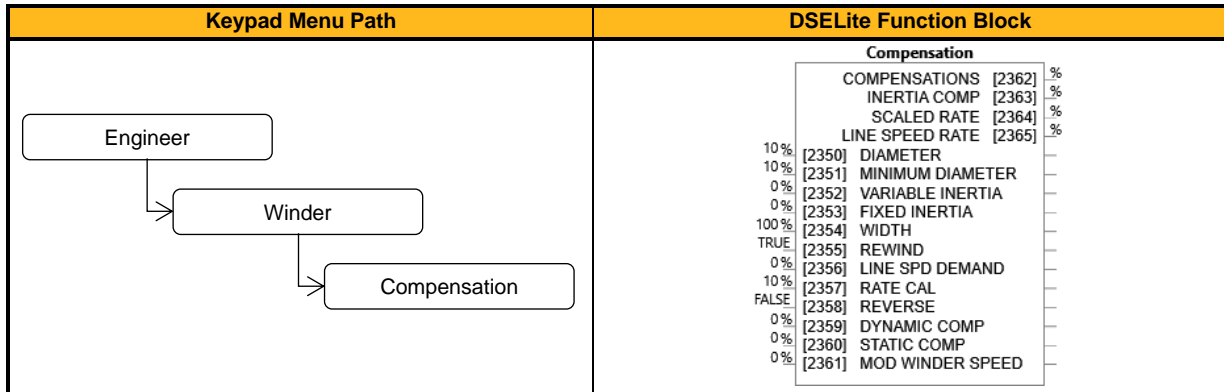 Keypad Menu Path
DSELite Function Block
Engineer
Winder
Compensation
Compensation
COMPENSATIONS [2362] %
INERTIA COMP [2363] %
SCALED RATE [2364] %
LINE SPEED RATE [2365] %
10% [2350] DIAMETER
10% [2351] MINIMUM DIAMETER
0% [2352] VARIABLE INERTIA
0% [2353] FIXED INERTIA
100% [2354] WIDTH
TRUE [2355] REWIND
0% [2356] LINE SPD DEMAND
10% [2357] RATE CAL
FALSE [2358] REVERSE
0% [2359] DYNAMIC COMP
0% [2360] STATIC COMP
0% [2361] MOD WINDER SPEED